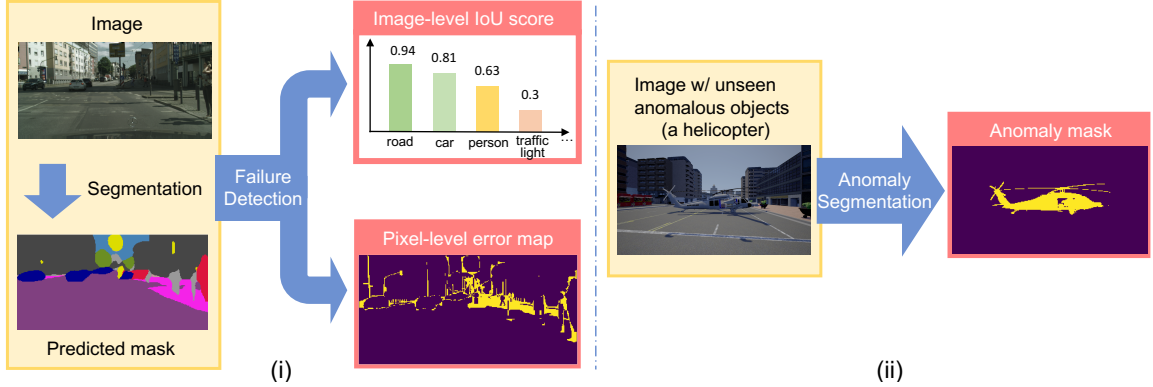 Image
Segmentation
Predicted mask
Failure
Detection
Image-level IoU score
0.94
0.81
0.63
0.3
road
car
person
traffic
light
...
Pixel-level error map
(i)
Image w/ unseen
anomalous objects
(a helicopter)
Anomaly
Segmentation
Anomaly mask
(ii)